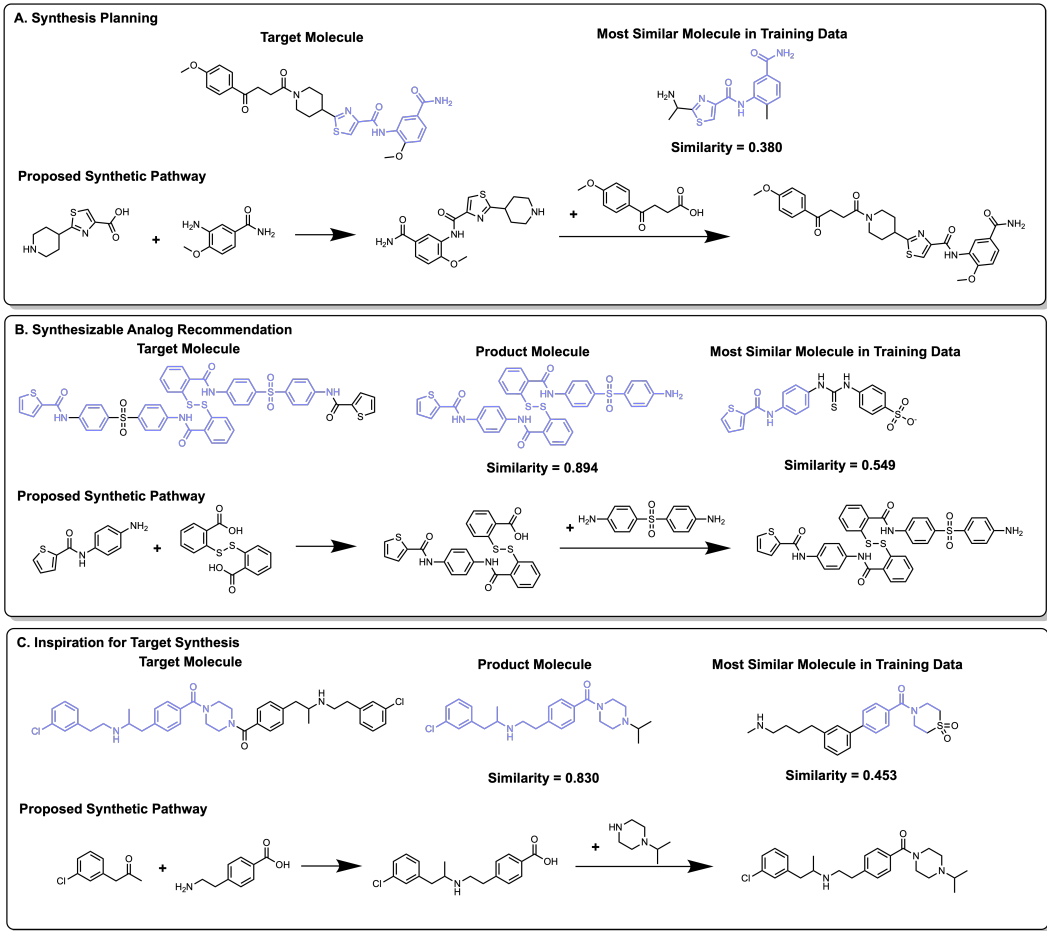 A. Synthesis Planning
Target Molecule
Most Similar Molecule in Training Data
Similarity = 0.380
Proposed Synthetic Pathway
+
+
B. Synthesizable Analog Recommendation
Target Molecule
Product Molecule
Most Similar Molecule in Training Data
Similarity = 0.894
Similarity = 0.549
Proposed Synthetic Pathway
+
+
C. Inspiration for Target Synthesis
Target Molecule
Product Molecule
Most Similar Molecule in Training Data
Similarity = 0.830
Similarity = 0.453
Proposed Synthetic Pathway
+
+